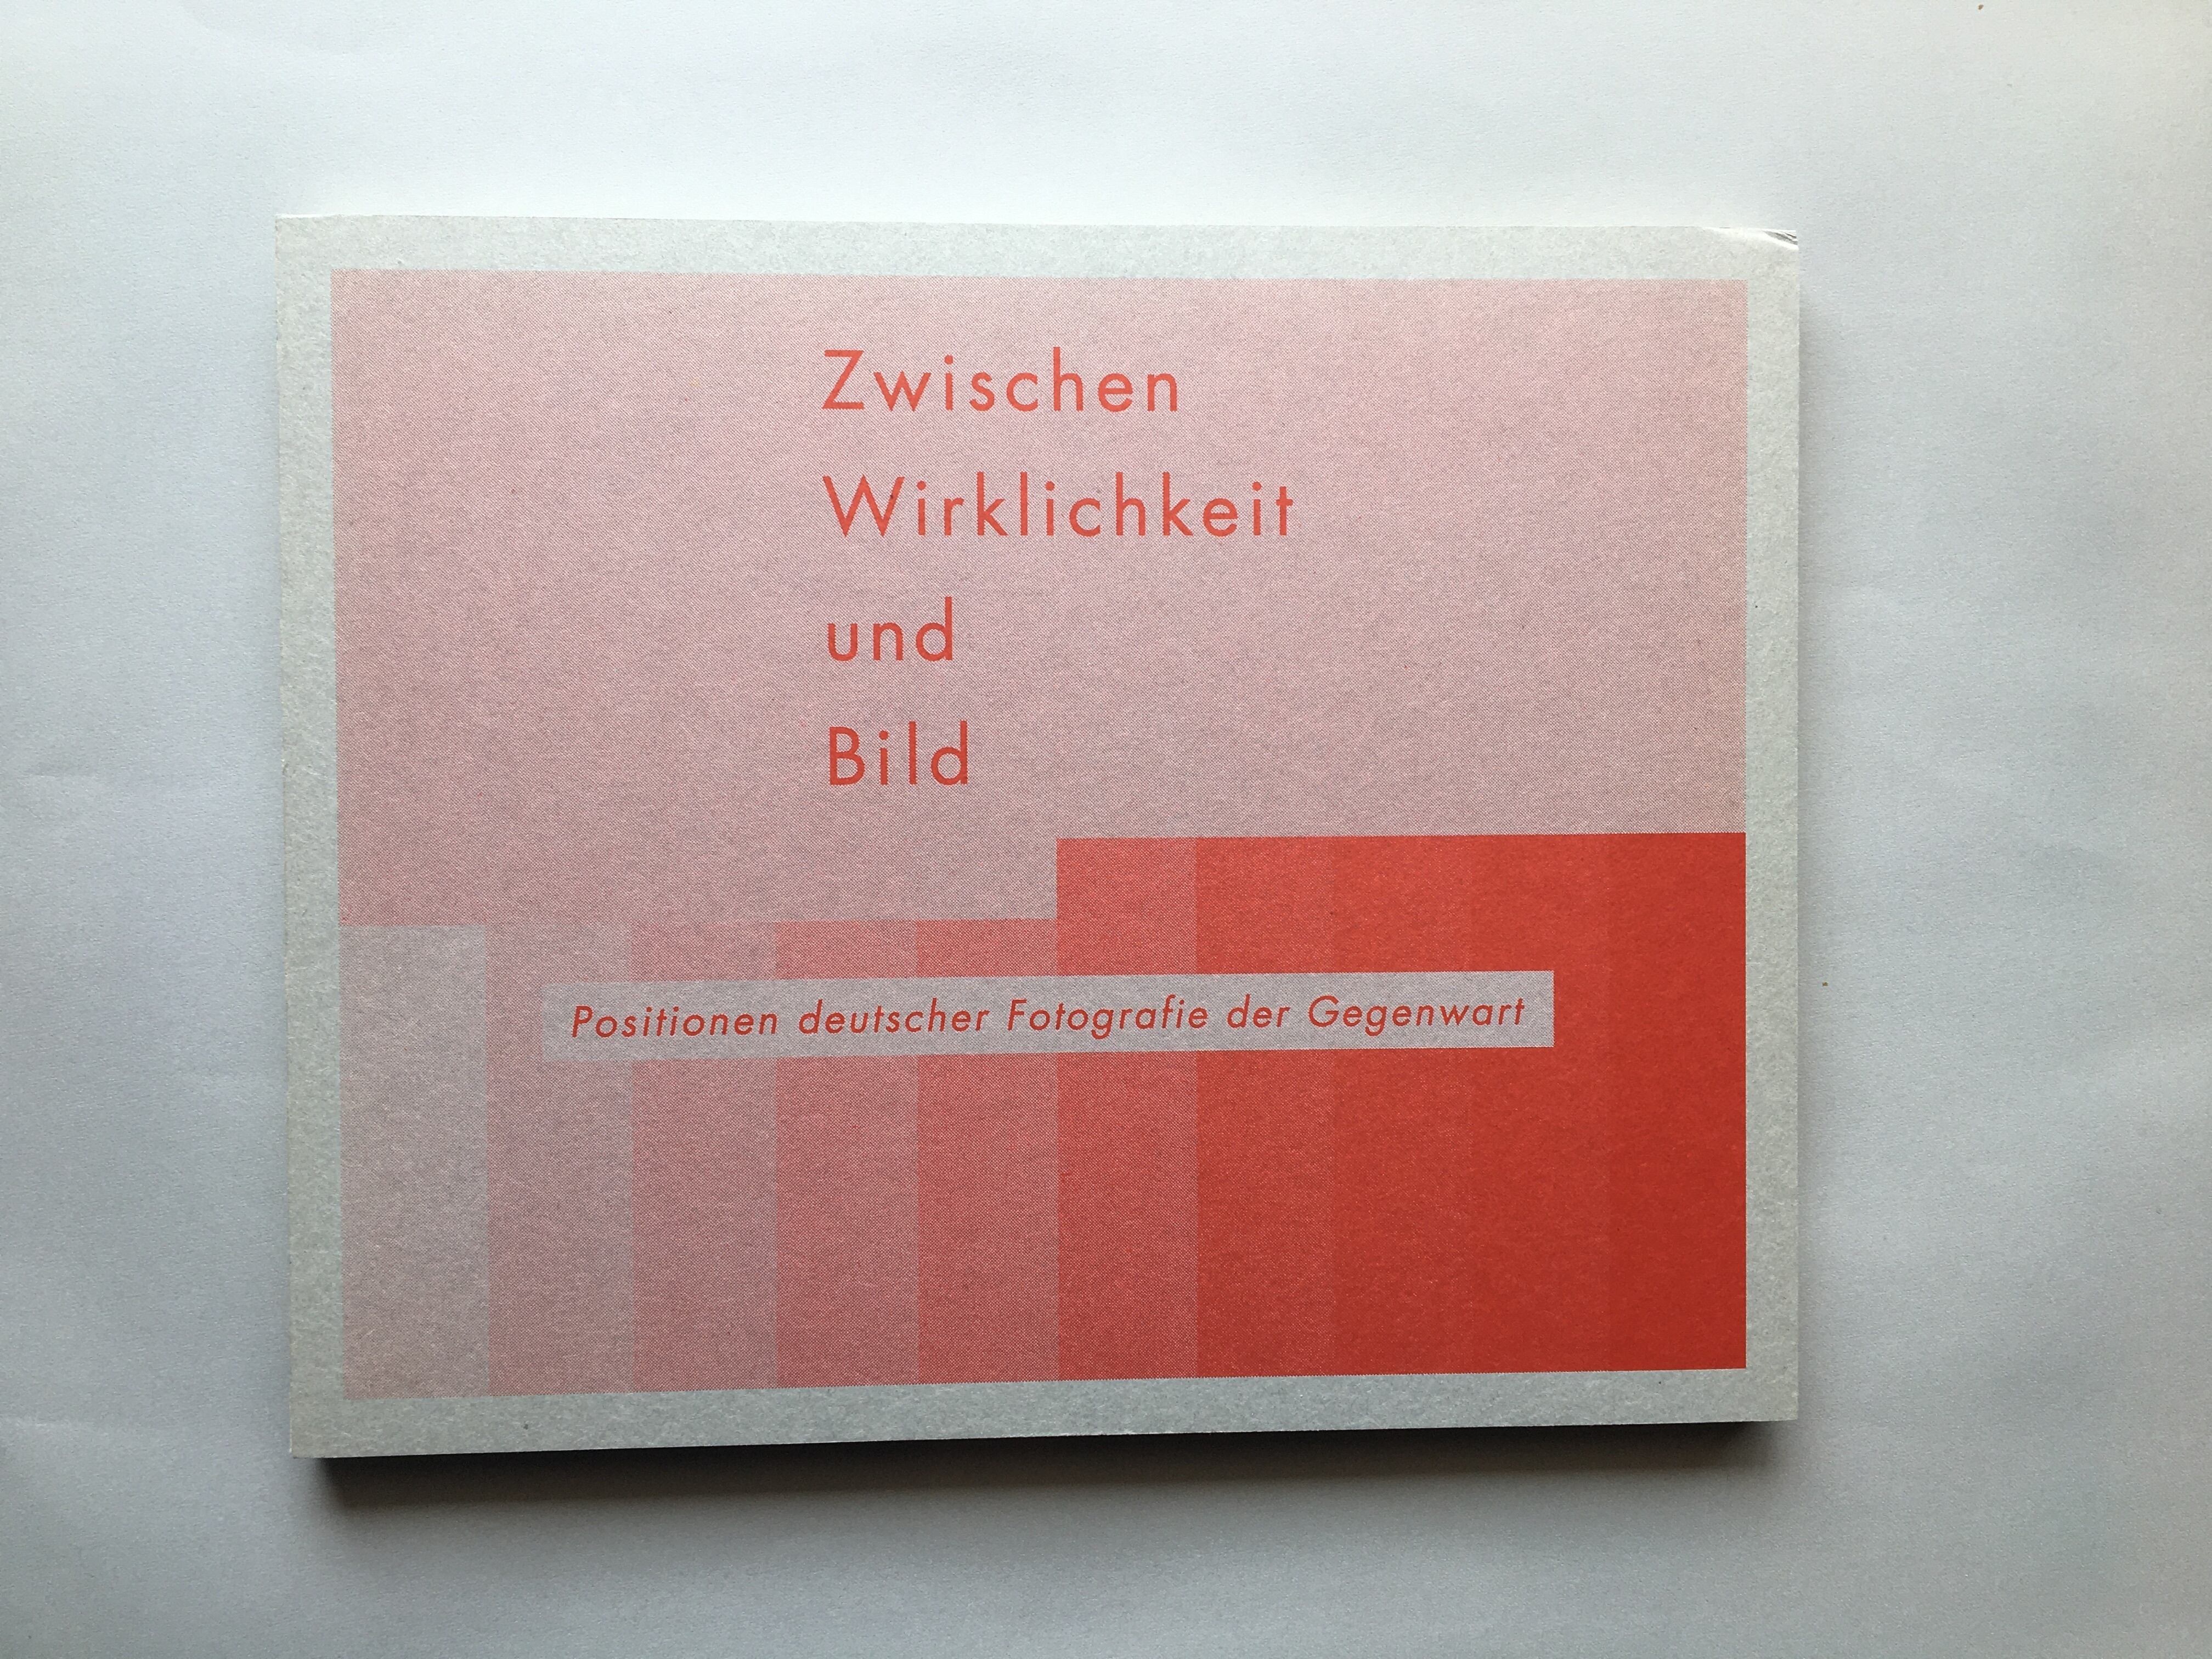 Zwischen
Wirklichkeit
und
Bild
Positionen deutscher Fotografie der Gegenwart